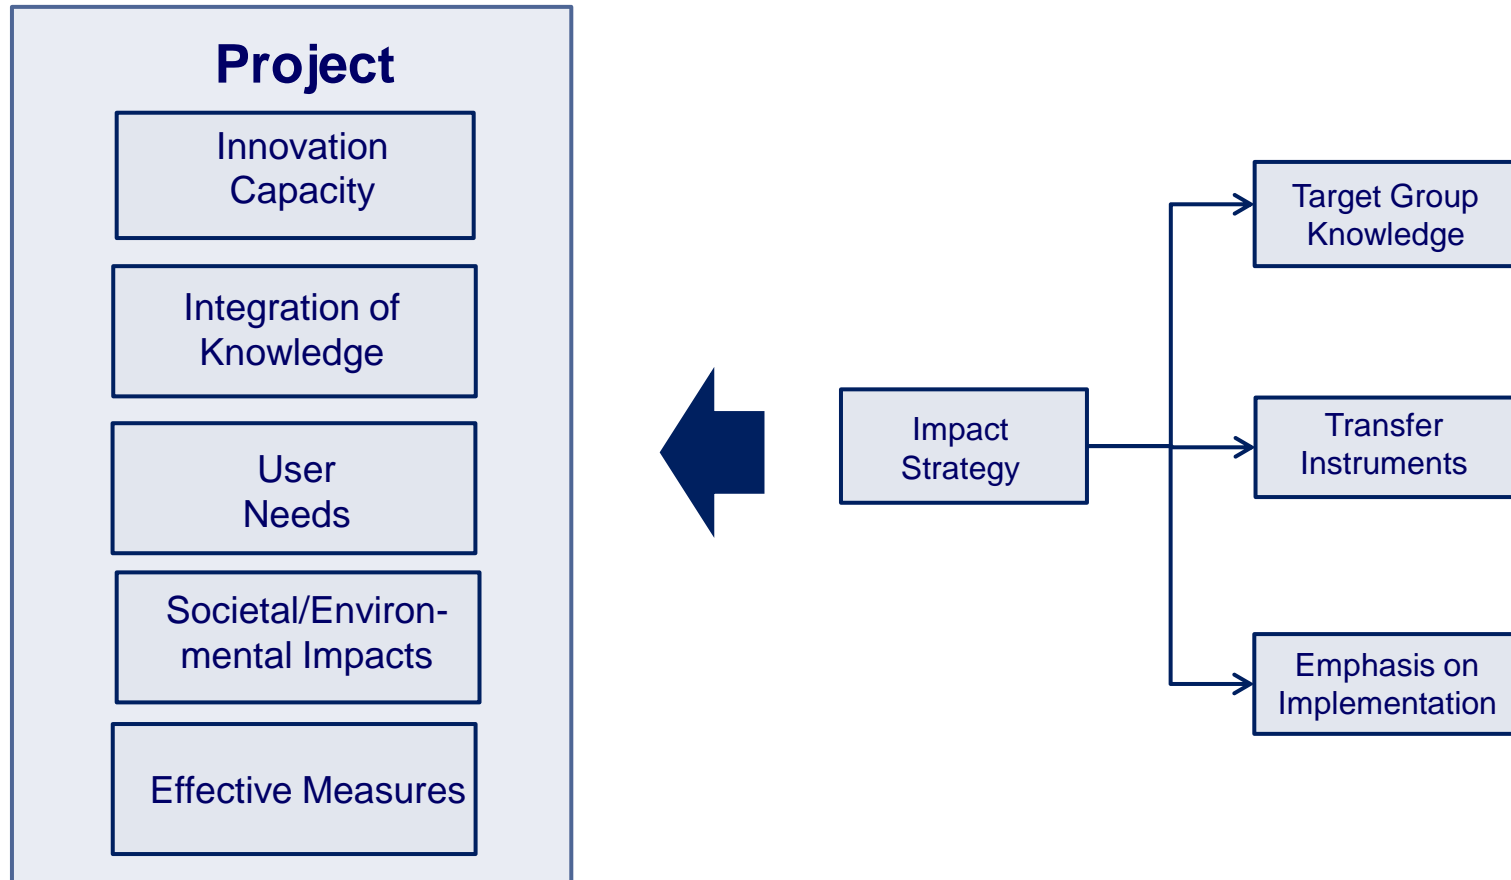 Project
Innovation
Capacity
Integration of
Knowledge
User
Needs
Societal/Environ-
mental Impacts
Effective Measures
Impact
Strategy
Target Group
Knowledge
Transfer
Instruments
Emphasis on
Implementation